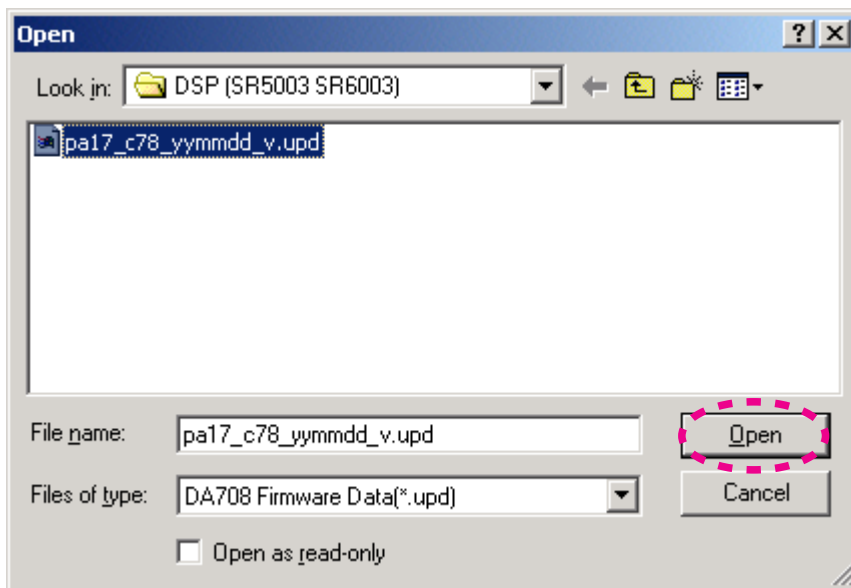 Open
Look in: DSP (SR5003 SR6003)
pa17_c78_yymmdd_v.upd
File name: pa17_c78_yymmdd_v.upd Open
Files of type: DA708 Firmware Data(*.upd) Cancel
Open as read-only